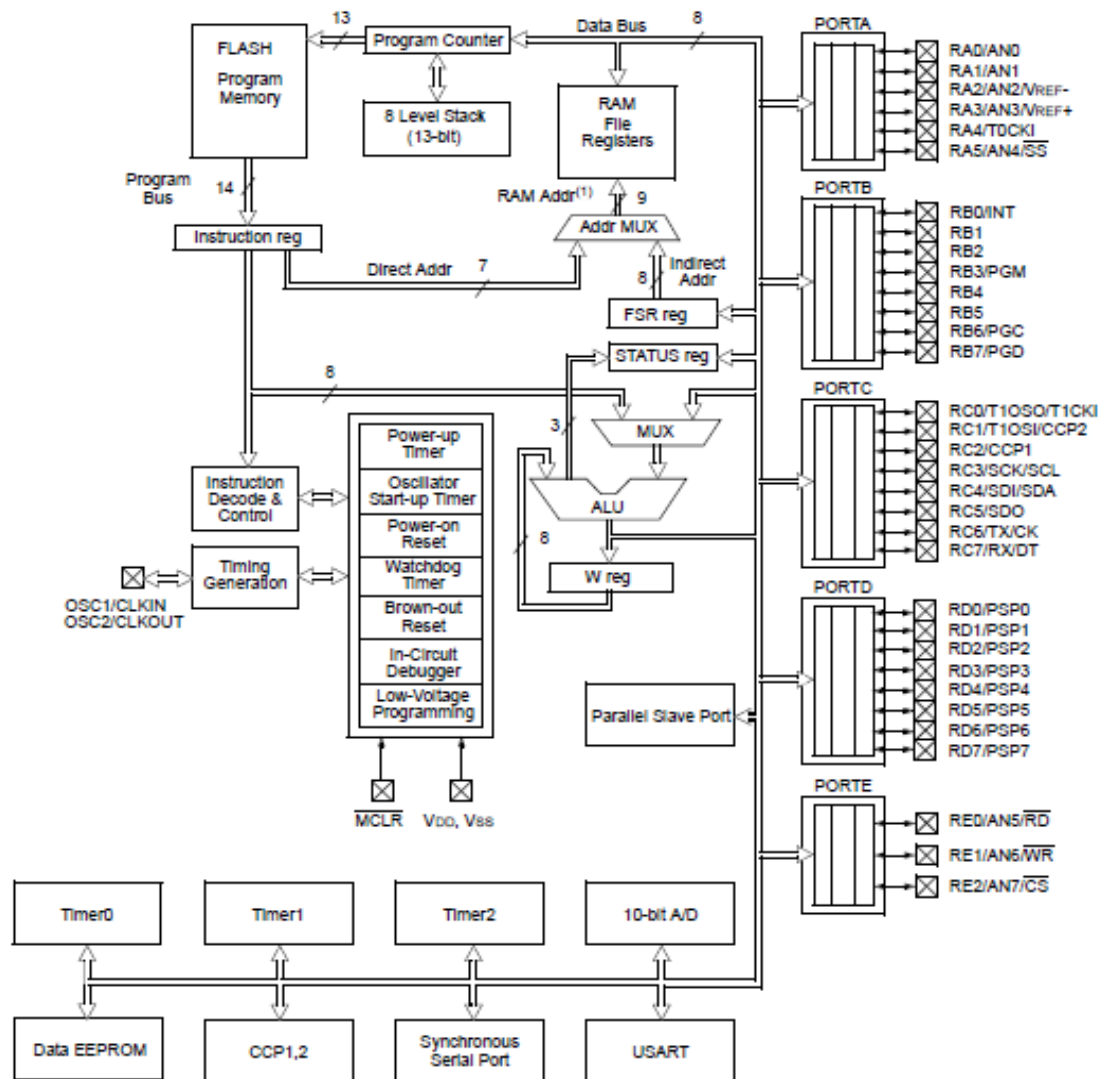 13
Data Bus
8
PORTA
FLASH
Program
Memory
Program Counter
8 Level Stack
(13-bit)
RAM
File
Registers
RA0/AN0
RA1/AN1
RA2/AN2/VREF-
RA3/AN3/VREF+
RA4/T0CKI
RA5/AN4/SS
Program
Bus
14
RAM Addr(1)
9
PORTB
Instruction reg
Addr MUX
Direct Addr
7
8
Indirect
Addr
FSR reg
RB0/INT
RB1
RB2
RB3/PGM
RB4
RB5
RB6/PGC
RB7/PGD
STATUS reg
8
3
MUX
PORTC
RC0/T1OSO/T1CKI
RC1/T1OSI/CCP2
RC2/CCP1
RC3/SCK/SCL
RC4/SDI/SDA
RC5/SDO
RC6/TX/CK
RC7/RX/DT
Power-up
Timer
Oscillator
Start-up Timer
Power-on
Reset
Watchdog
Timer
Brown-out
Reset
In-Circuit
Debugger
Low-Voltage
Programming
Instruction
Decode &
Control
ALU
8
W reg
Timing
Generation
OSC1/CLKIN
OSC2/CLKOUT
PORTD
RD0/PSP0
RD1/PSP1
RD2/PSP2
RD3/PSP3
RD4/PSP4
RD5/PSP5
RD6/PSP6
RD7/PSP7
Parallel Slave Port
MCLR
VDD, VSS
PORTE
RE0/AN5/RD
RE1/AN6/WR
RE2/AN7/CS
Timer0
Timer1
Timer2
10-bit A/D
Data EEPROM
CCP1,2
Synchronous
Serial Port
USART